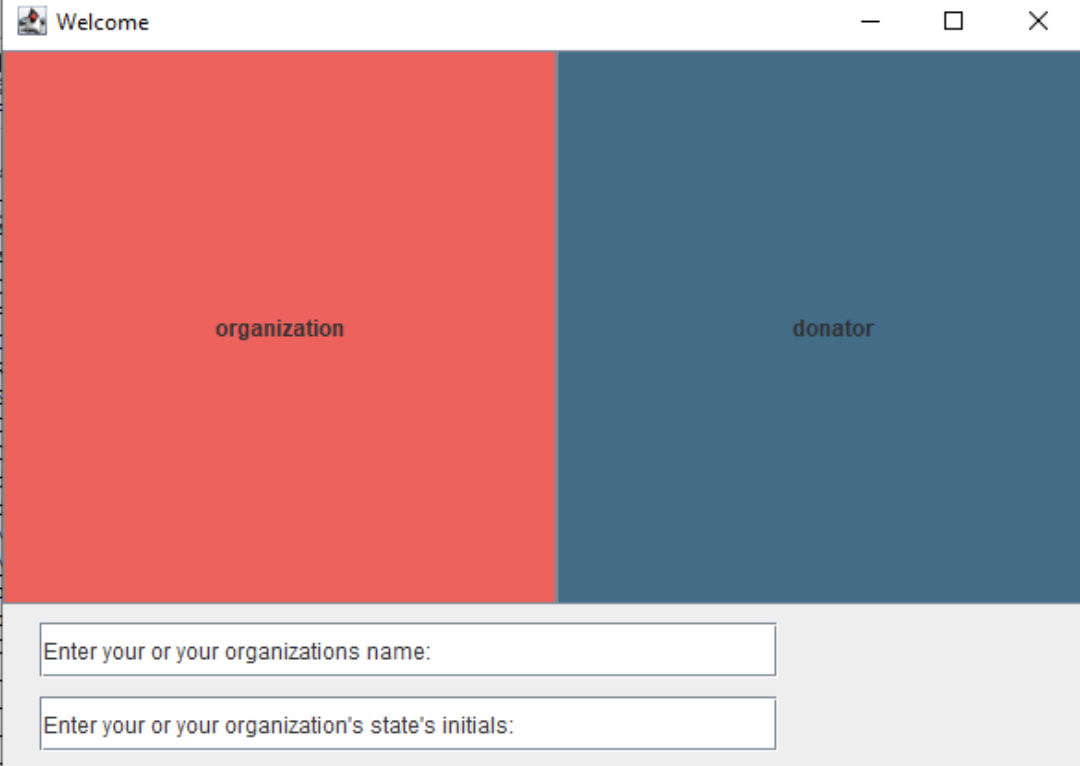 Welcome
organization
donator
Enter your or your organizations name:
Enter your or your organization's state's initials: